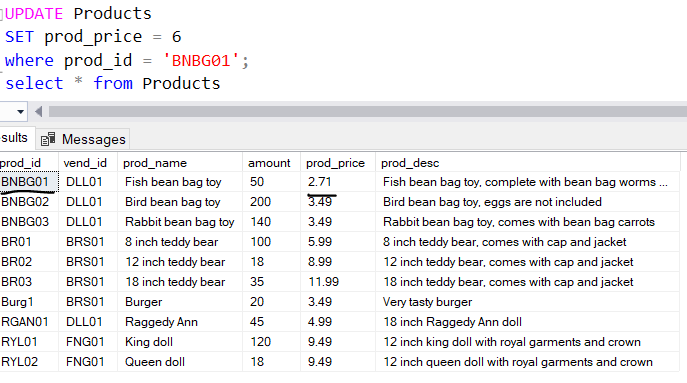 UPDATE Products
SET prod_price = 6
where prod_id = 'BNBG01';
select * from Products
esults Messages
prod_id vend_id prod_name amount prod_price prod_desc
BNBG01 DLL01 Fish bean bag toy 50 2.71 Fish bean bag toy, complete with bean bag worms ...
BNBG02 DLL01 Bird bean bag toy 200 3.49 Bird bean bag toy, eggs are not included
BNBG03 DLL01 Rabbit bean bag toy 140 3.49 Rabbit bean bag toy, comes with bean bag carrots
BR01 BRS01 8 inch teddy bear 100 5.99 8 inch teddy bear, comes with cap and jacket
BR02 BRS01 12 inch teddy bear 18 8.99 12 inch teddy bear, comes with cap and jacket
BR03 BRS01 18 inch teddy bear 35 11.99 18 inch teddy bear, comes with cap and jacket
Burg1 BRS01 Burger 20 3.49 Very tasty burger
RGAN01 DLL01 Raggedy Ann 45 4.99 18 inch Raggedy Ann doll
RYL01 FNG01 King doll 120 9.49 12 inch king doll with royal garments and crown
RYL02 FNG01 Queen doll 18 9.49 12 inch queen doll with royal garments and crown